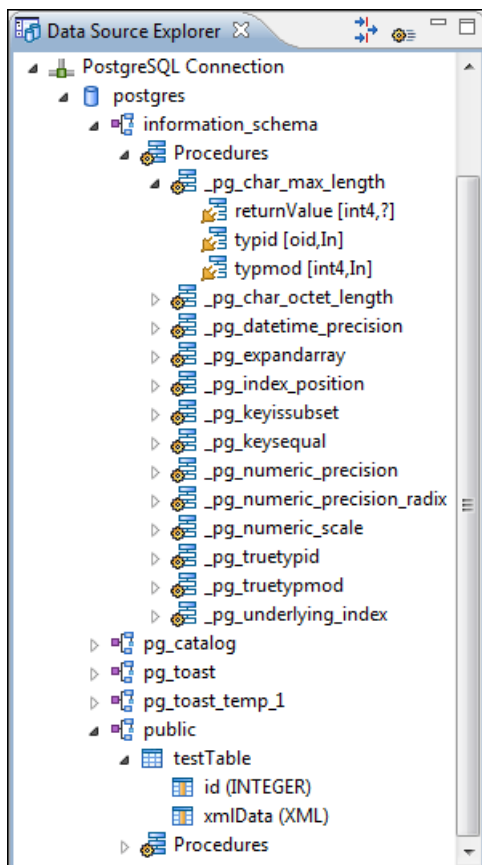 Data Source Explorer
PostgreSQL Connection
postgres
information_schema
Procedures
_pg_char_max_length
returnValue [int4,?]
typid [oid,In]
typmod [int4,In]
_pg_char_octet_length
_pg_datetime_precision
_pg_expandarray
_pg_index_position
_pg_keyissubset
_pg_keysequal
_pg_numeric_precision
_pg_numeric_precision_radix
_pg_numeric_scale
_pg_truetypid
_pg_truetypmod
_pg_underlying_index
pg_catalog
pg_toast
pg_toast_temp_1
public
testTable
id (INTEGER)
xmlData (XML)
Procedures